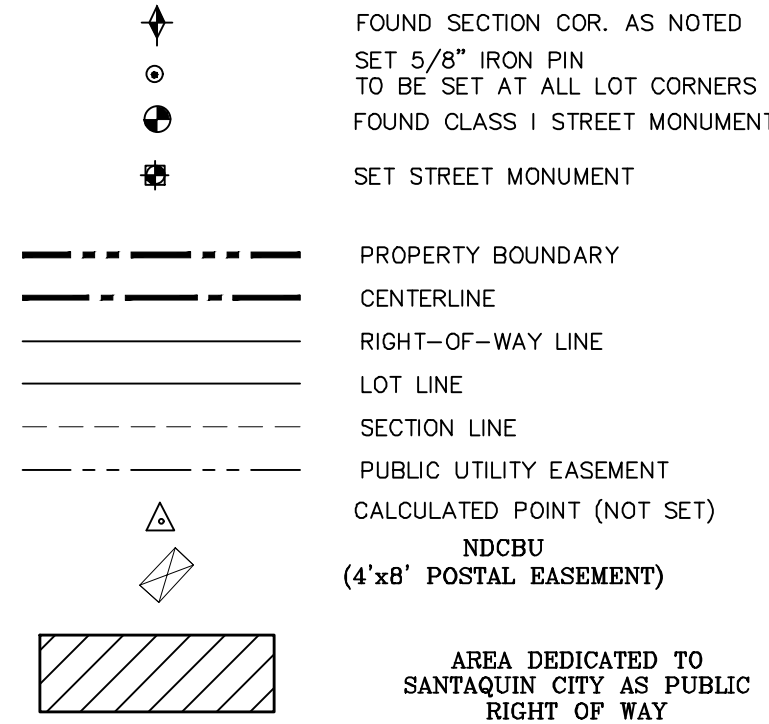 FOUND SECTION COR. AS NOTED
SET 5/8" IRON PIN
TO BE SET AT ALL LOT CORNERS
FOUND CLASS I STREET MONUMENT
SET STREET MONUMENT
PROPERTY BOUNDARY
CENTERLINE
RIGHT-OF-WAY LINE
LOT LINE
SECTION LINE
PUBLIC UTILITY EASEMENT
CALCULATED POINT (NOT SET)
NDCBU
(4'x8' POSTAL EASEMENT)
AREA DEDICATED TO
SANTAQUIN CITY AS PUBLIC
RIGHT OF WAY